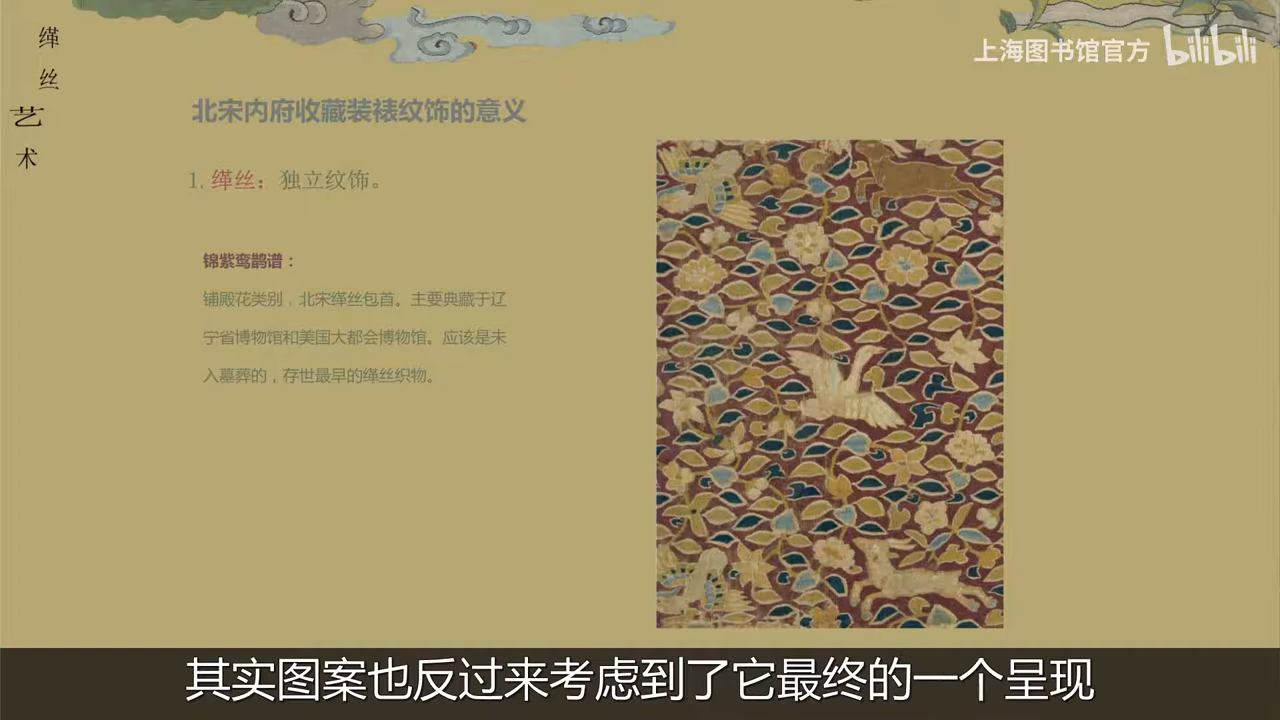 缂丝艺术
上海图书馆官方 bilibili
北宋内府收藏装裱纹饰的意义
1. 缂丝：独立纹饰。
锦紫鸾鹊谱：
铺殿花类别，北宋缂丝包首。主要典藏于辽
宁省博物馆和美国大都会博物馆。应该是未
入墓葬的，存世最早的缂丝织物。
其实图案也反过来考虑到了它最终的一个呈现